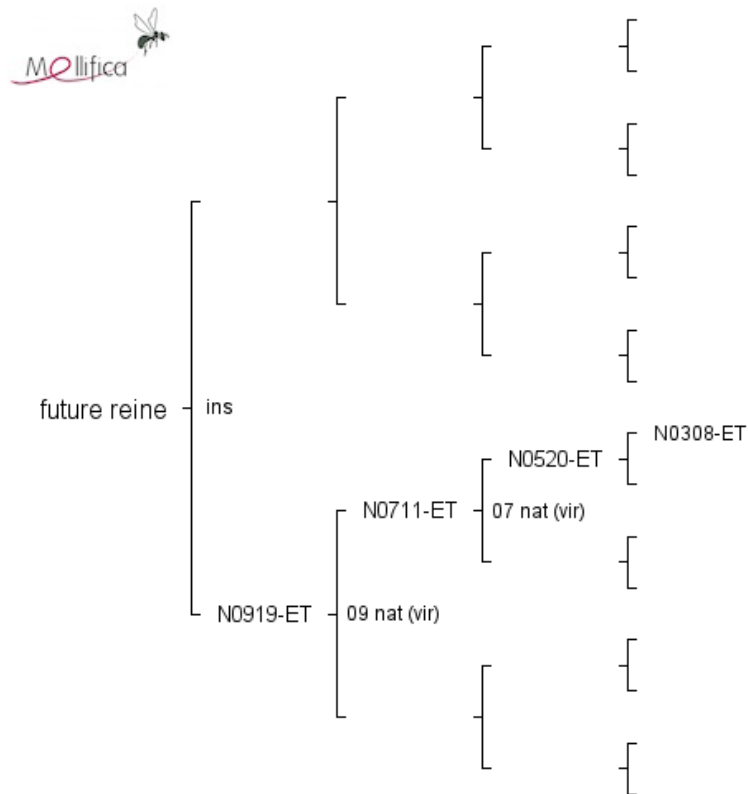 Mellifica
future reine
ins
N0308-ET
N0520-ET
N0711-ET
07 nat (vir)
N0919-ET
09 nat (vir)